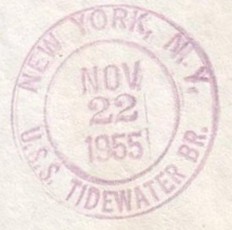 NEW YORK, N.Y.
NOV
22
1955
U.S.S. TIDEWATER BR.